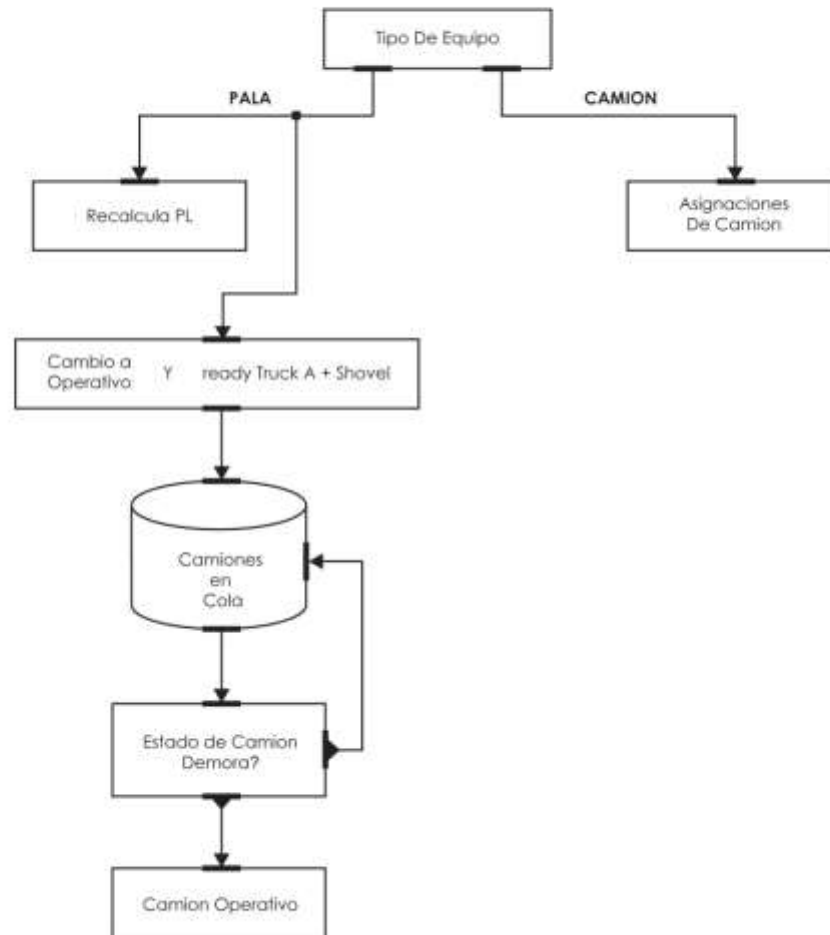 Tipo De Equipo
PALA
CAMION
Recalcula PL
Asignaciones
De Camion
Cambio a
Operativo
Y
ready Truck A + Shovel
Camiones
en
Cola
Estado de Camion
Demora?
Camion Operativo